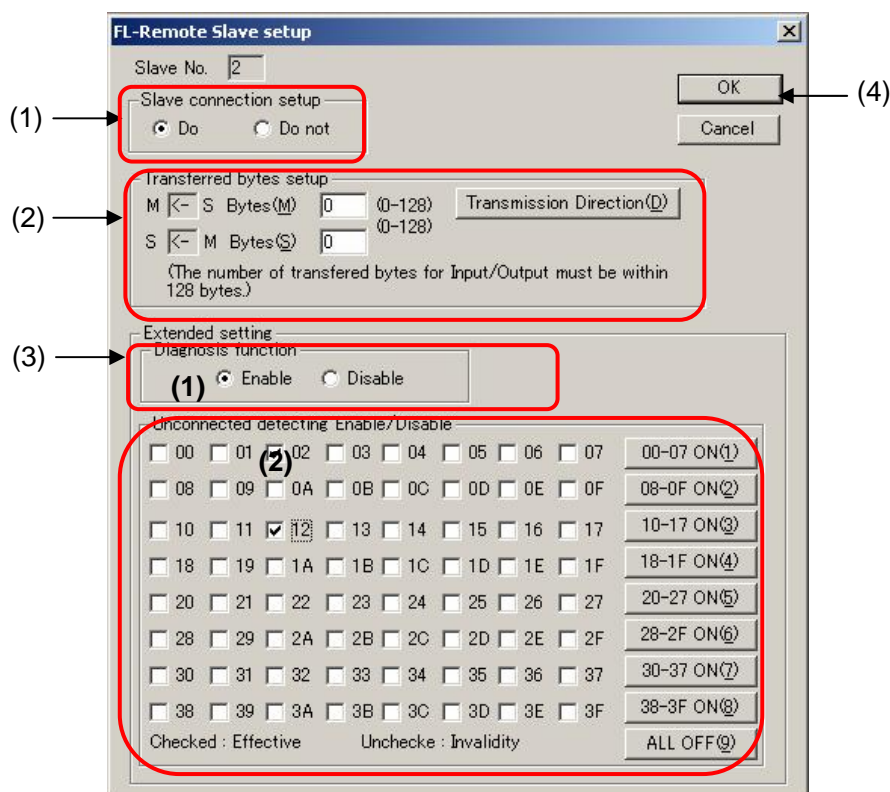 FL-Remote Slave setup
Slave No. 2
OK
(4)
Slave connection setup
(1)
Do Do not
Cancel
Transferred bytes setup
(2)
M <- S Bytes(M) 0 (0-128) Transmission Direction(D)
S <- M Bytes(S) 0 (0-128)
(The number of transfered bytes for Input/Output must be within
128 bytes.)
Extended setting
(3)
Diagnosis function
(1) Enable Disable
Unconnected detecting Enable/Disable
00 01 02 03 04 05 06 07 00-07 ON(1)
(2)
08 09 0A 0B 0C 0D 0E 0F 08-0F ON(2)
10 11 12 13 14 15 16 17 10-17 ON(3)
18 19 1A 1B 1C 1D 1E 1F 18-1F ON(4)
20 21 22 23 24 25 26 27 20-27 ON(5)
28 29 2A 2B 2C 2D 2E 2F 28-2F ON(6)
30 31 32 33 34 35 36 37 30-37 ON(7)
38 39 3A 3B 3C 3D 3E 3F 38-3F ON(8)
Checked : Effective Unchecke : Invalidity ALL OFF(9)